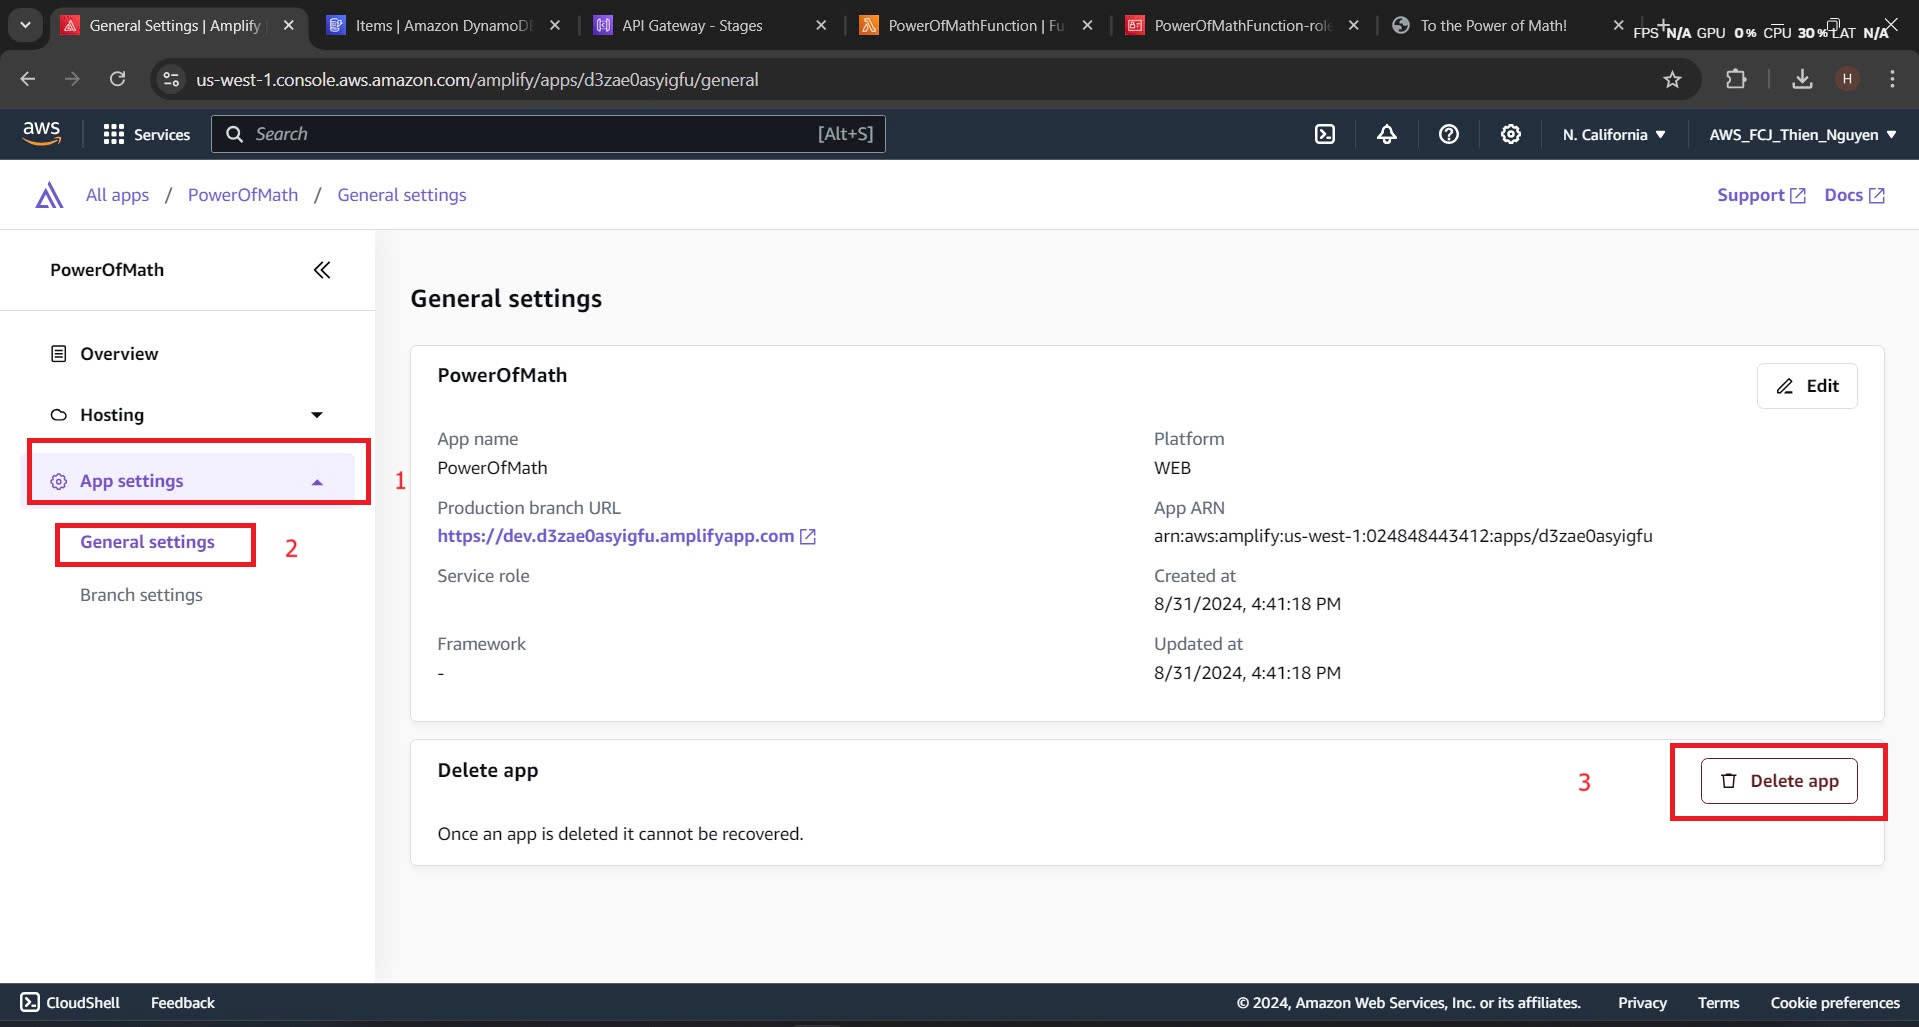 General Settings | Amplify
Items | Amazon DynamoD
API Gateway - Stages
PowerOfMathFunction | Fu
PowerOfMathFunction-role
To the Power of Math!
FPS N/A GPU 0% CPU 30% LAT N/A
us-west-1.console.aws.amazon.com/amplify/apps/d3zae0asyigfu/general
H
aws
Services
Search
[Alt+S]
N. California
AWS_FCJ_Thien_Nguyen
All apps / PowerOfMath / General settings
Support
Docs
PowerOfMath
Overview
Hosting
App settings
1
General settings
2
Branch settings
General settings
PowerOfMath
Edit
App name
PowerOfMath
Platform
WEB
Production branch URL
https://dev.d3zae0asyigfu.amplifyapp.com
App ARN
arn:aws:amplify:us-west-1:024848443412:apps/d3zae0asyigfu
Service role
Created at
8/31/2024, 4:41:18 PM
Framework
-
Updated at
8/31/2024, 4:41:18 PM
Delete app
3
Delete app
Once an app is deleted it cannot be recovered.
CloudShell
Feedback
© 2024, Amazon Web Services, Inc. or its affiliates.
Privacy
Terms
Cookie preferences